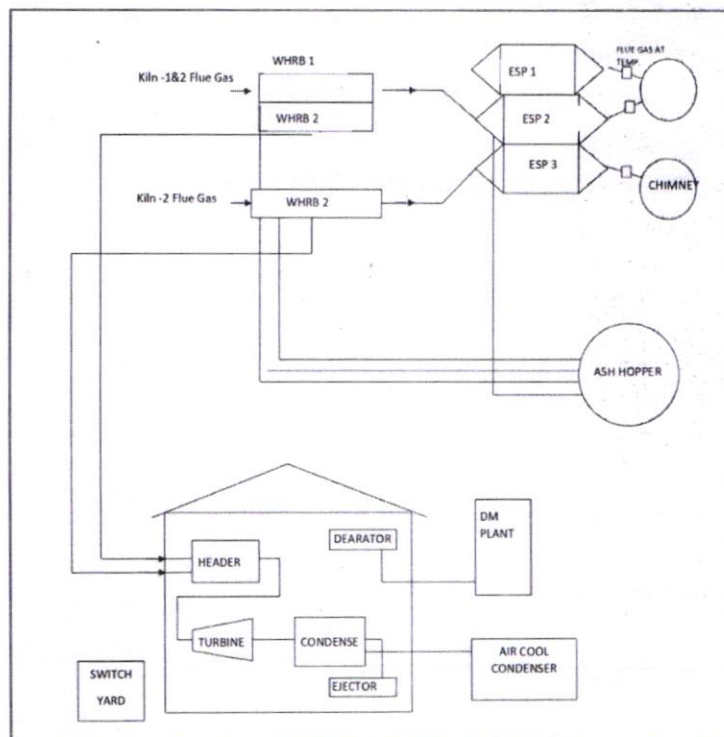 WHRB 1
FLUE GAS AT
TEMP.
Kiln -1&2 Flue Gas
ESP 1
WHRB 2
ESP 2
ESP 3
CHIMNEY
Kiln -2 Flue Gas
WHRB 2
ASH HOPPER
DM
PLANT
DEARATOR
HEADER
TURBINE
CONDENSE
AIR COOL
CONDENSER
EJECTOR
SWITCH
YARD